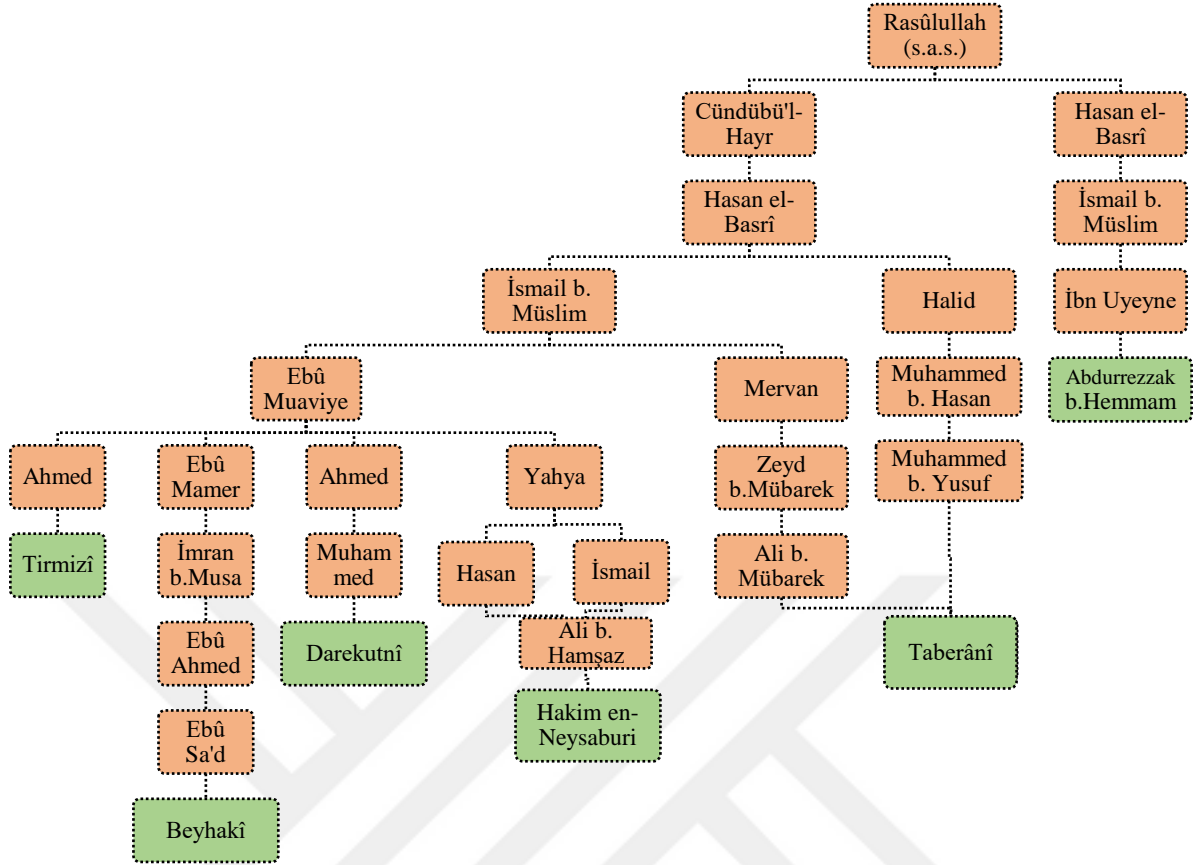 Rasûlullah
(s.a.s.)
Cündübü'l-
Hayr
Hasan el-
Basrî
Hasan el-
Basrî
İsmail b.
Müslim
İsmail b.
Müslim
Halid
İbn Uyeyne
Ebû
Muaviye
Mervan
Muhammed
b. Hasan
Abdurrezzak
b.Hemmam
Ahmed
Ebû
Mamer
Ahmed
Yahya
Zeyd
b.Mübarek
Muhammed
b. Yusuf
Tirmizî
İmran
b.Musa
Muham
med
Hasan
İsmail
Ali b.
Mübarek
Ebû
Ahmed
Darekutnî
Ali b.
Hamşaz
Taberânî
Ebû
Sa'd
Hakim en-
Neysaburi
Beyhakî